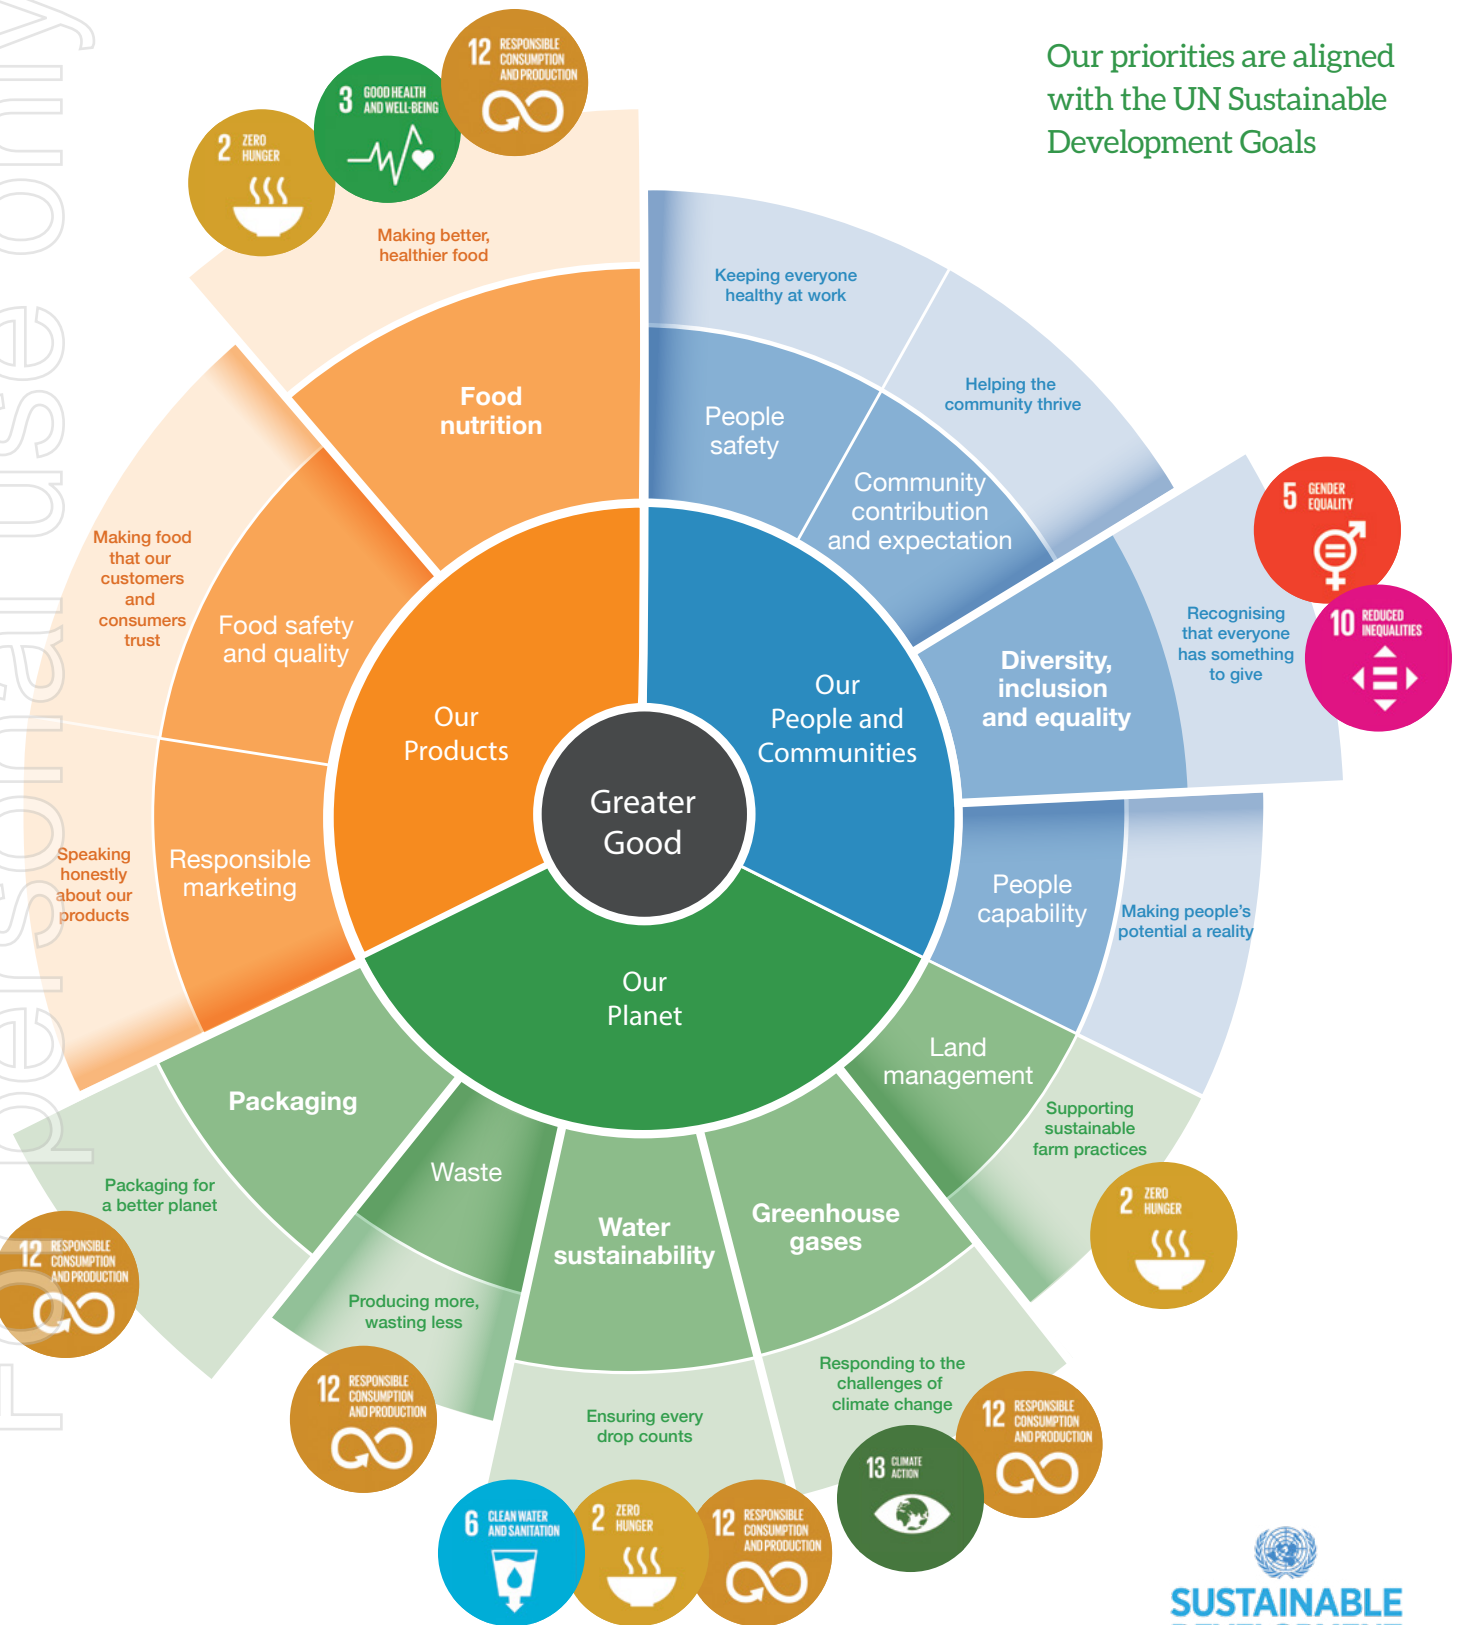 Our priorities are aligned
with the UN Sustainable
Development Goals
12 RESPONSIBLE
CONSUMPTION
AND PRODUCTION
3 GOOD HEALTH
AND WELL-BEING
2 ZERO
HUNGER
Making better,
healthier food
Food
nutrition
Keeping everyone
healthy at work
People
safety
Helping the
community thrive
Community
contribution
and expectation
5 GENDER
EQUALITY
10 REDUCED
INEQUALITIES
Recognising
that everyone
has something
to give
Diversity,
inclusion
and equality
Making food
that our
customers
and
consumers
trust
Food safety
and quality
Our
Products
Our
People and
Communities
Greater
Good
Our
Planet
Speaking
honestly
about our
products
Responsible
marketing
People
capability
Making people's
potential a reality
Land
management
Supporting
sustainable
farm practices
2 ZERO
HUNGER
Packaging
Packaging for
a better planet
12 RESPONSIBLE
CONSUMPTION
AND PRODUCTION
Waste
Producing more,
wasting less
12 RESPONSIBLE
CONSUMPTION
AND PRODUCTION
Water
sustainability
Ensuring every
drop counts
6 CLEAN WATER
AND SANITATION
2 ZERO
HUNGER
12 RESPONSIBLE
CONSUMPTION
AND PRODUCTION
Greenhouse
gases
Responding to the
challenges of
climate change
13 CLIMATE
ACTION
12 RESPONSIBLE
CONSUMPTION
AND PRODUCTION
SUSTAINABLE
DEVELOPMENT
For personal use only